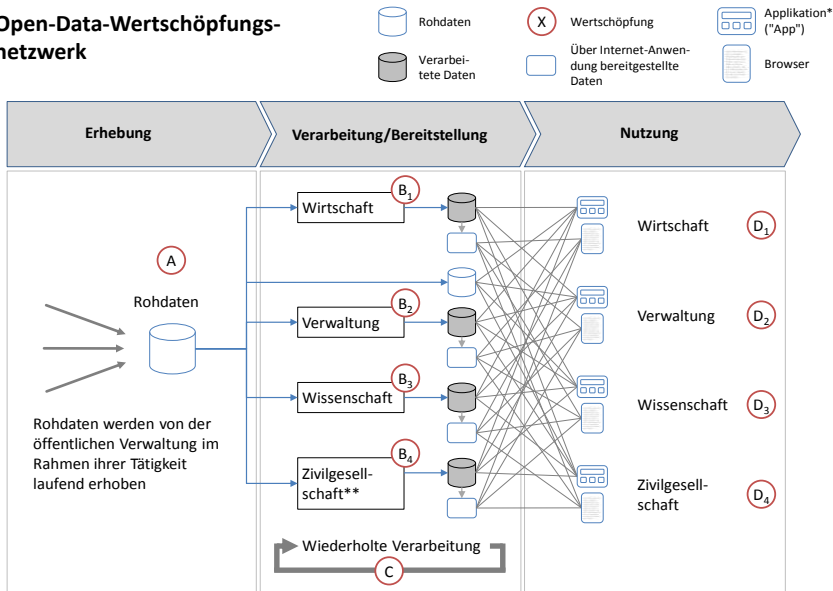 Open-Data-Wertschöpfungs-
netzwerk
Rohdaten
Verarbei-
tete Daten
X
Wertschöpfung
Über Internet-Anwen-
dung bereitgestellte
Daten
Applikation*
("App")
Browser
Erhebung
Verarbeitung/Bereitstellung
Nutzung
A
Rohdaten
Rohdaten werden von der
öffentlichen Verwaltung im
Rahmen ihrer Tätigkeit
laufend erhoben
B1
Wirtschaft
B2
Verwaltung
B3
Wissenschaft
B4
Zivilgesell-
schaft**
Wiederholte Verarbeitung
C
Wirtschaft
D1
Verwaltung
D2
Wissenschaft
D3
Zivilgesell-
schaft
D4